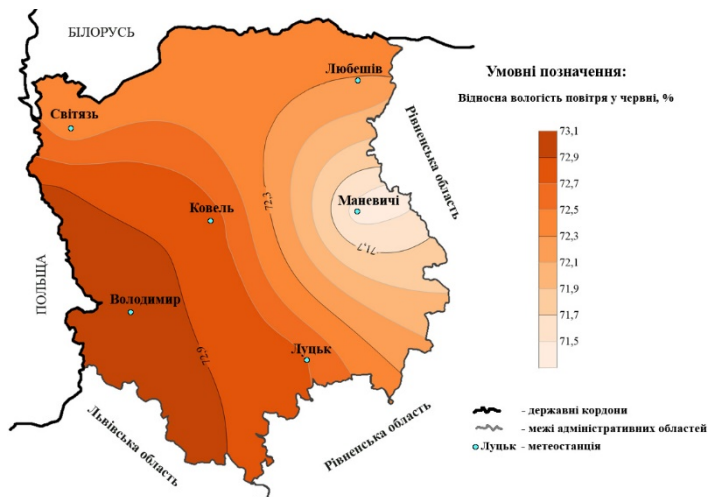 БІЛОРУСЬ
Любешів
Світязь
Рівненська область
Ковель
72,3
Маневичі
71,7
ПОЛЬЩА
Володимир
72,9
Луцьк
Львівська область
Рівненська область
Умовні позначення:
Відносна вологість повітря у червні, %
73,1
72,9
72,7
72,5
72,3
72,1
71,9
71,7
71,5
- державні кордони
- межі адміністративних областей
Луцьк - метеостанція